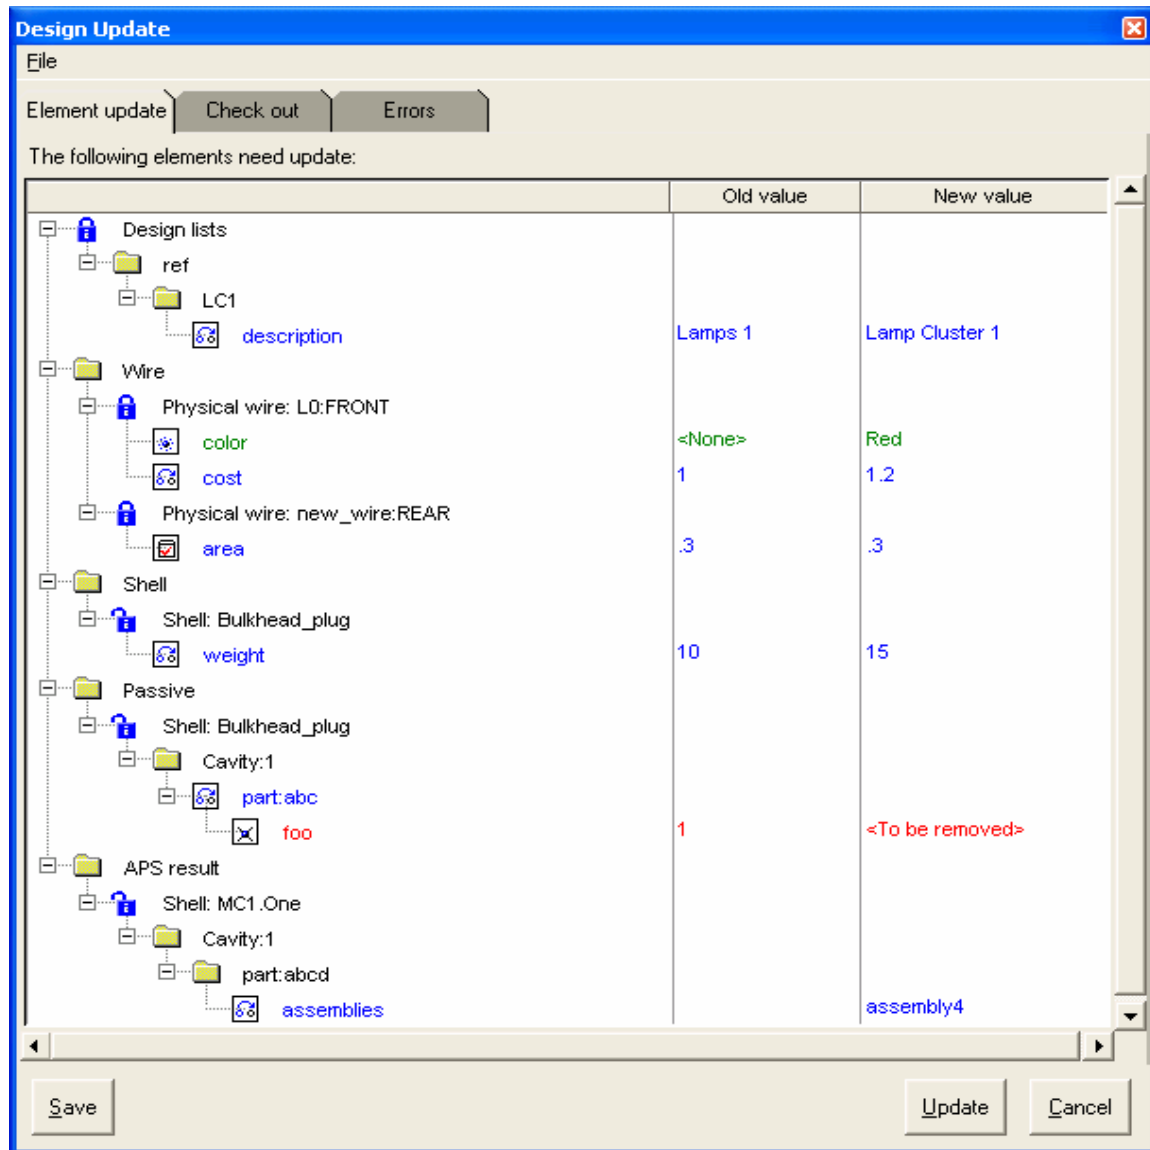 Design Update
File
Element update Check out Errors
The following elements need update:
Old value New value
Design lists
ref
LC1
description Lamps 1 Lamp Cluster 1
Wire
Physical wire: L0:FRONT
color <None> Red
cost 1 1.2
Physical wire: new_wire:REAR
area .3 .3
Shell
Shell: Bulkhead_plug
weight 10 15
Passive
Shell: Bulkhead_plug
Cavity:1
part:abc
foo 1 <To be removed>
APS result
Shell: MC1.One
Cavity:1
part:abcd
assemblies assembly4
Save Update Cancel